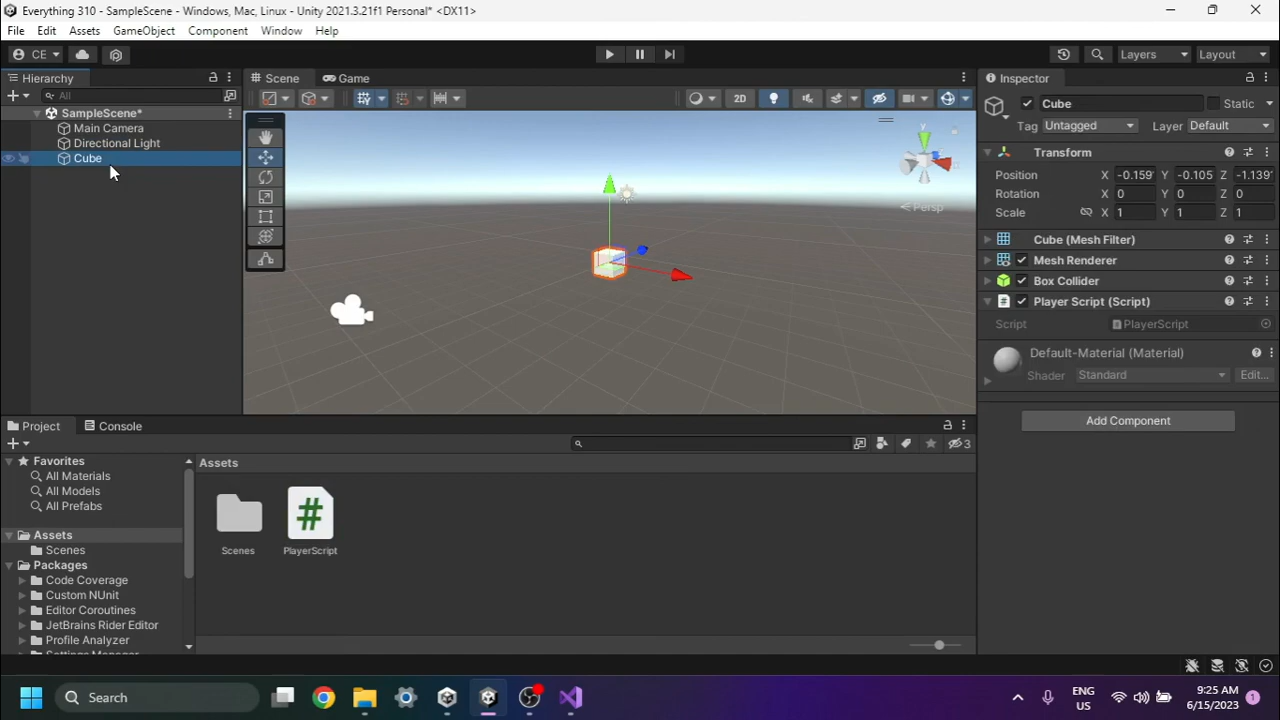 Everything 310 - SampleScene - Windows, Mac, Linux - Unity 2021.3.21f1 Personal* <DX11>
File Edit Assets GameObject Component Window Help
CE Layers Layout
Hierarchy Scene Game Inspector
All 2D
SampleScene*
Main Camera
Directional Light
Cube
y
Persp
Cube Static
Tag Untagged Layer Default
Transform
Position X -0.159 Y -0.105 Z -1.139
Rotation X 0 Y 0 Z 0
Scale X 1 Y 1 Z 1
Cube (Mesh Filter)
Mesh Renderer
Box Collider
Player Script (Script)
Script PlayerScript
Default-Material (Material)
Shader Standard Edit...
Add Component
Project Console
3
Favorites
All Materials
All Models
All Prefabs
Assets
Scenes
Packages
Code Coverage
Custom NUnit
Editor Coroutines
JetBrains Rider Editor
Profile Analyzer
Settings Manager
Assets
Scenes PlayerScript
Search
ENG
US
9:25 AM
6/15/2023
1